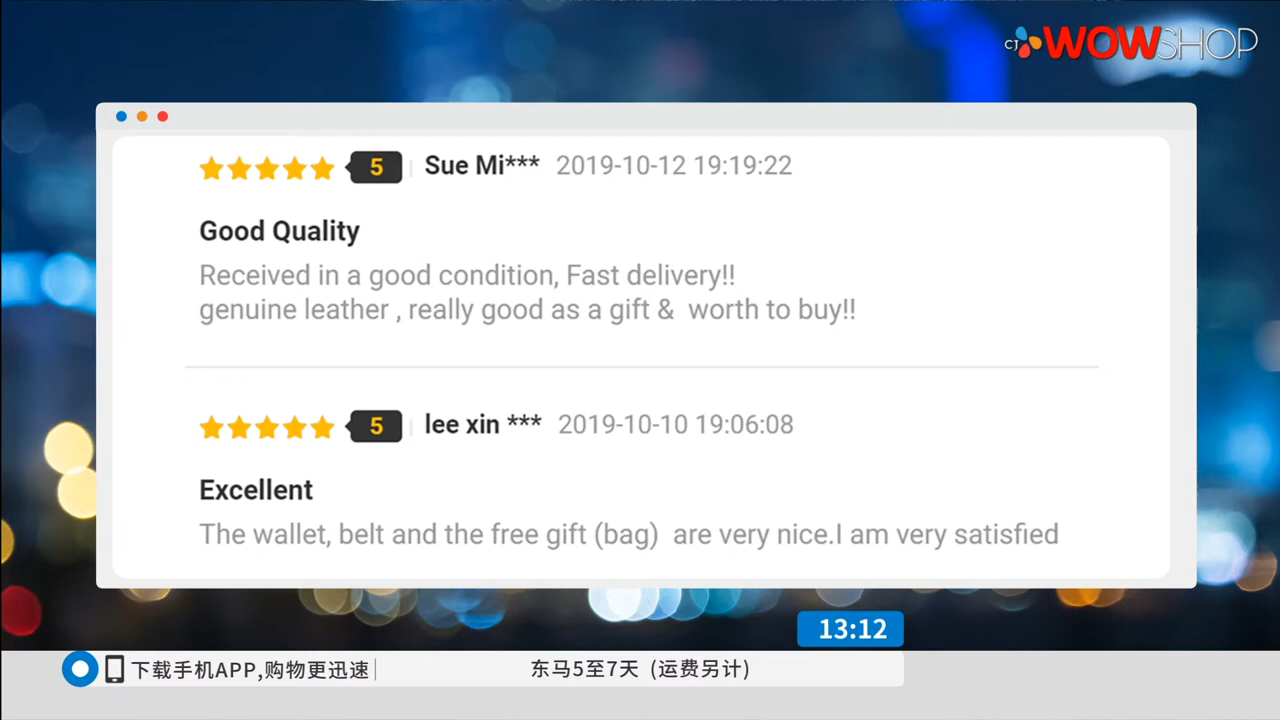 CJ WOWSHOP
5 Sue Mi*** 2019-10-12 19:19:22
Good Quality
Received in a good condition, Fast delivery!!
genuine leather , really good as a gift &  worth to buy!!
5 lee xin *** 2019-10-10 19:06:08
Excellent
The wallet, belt and the free gift (bag)  are very nice.I am very satisfied
13:12
下载手机APP,购物更迅速
东马5至7天 (运费另计)